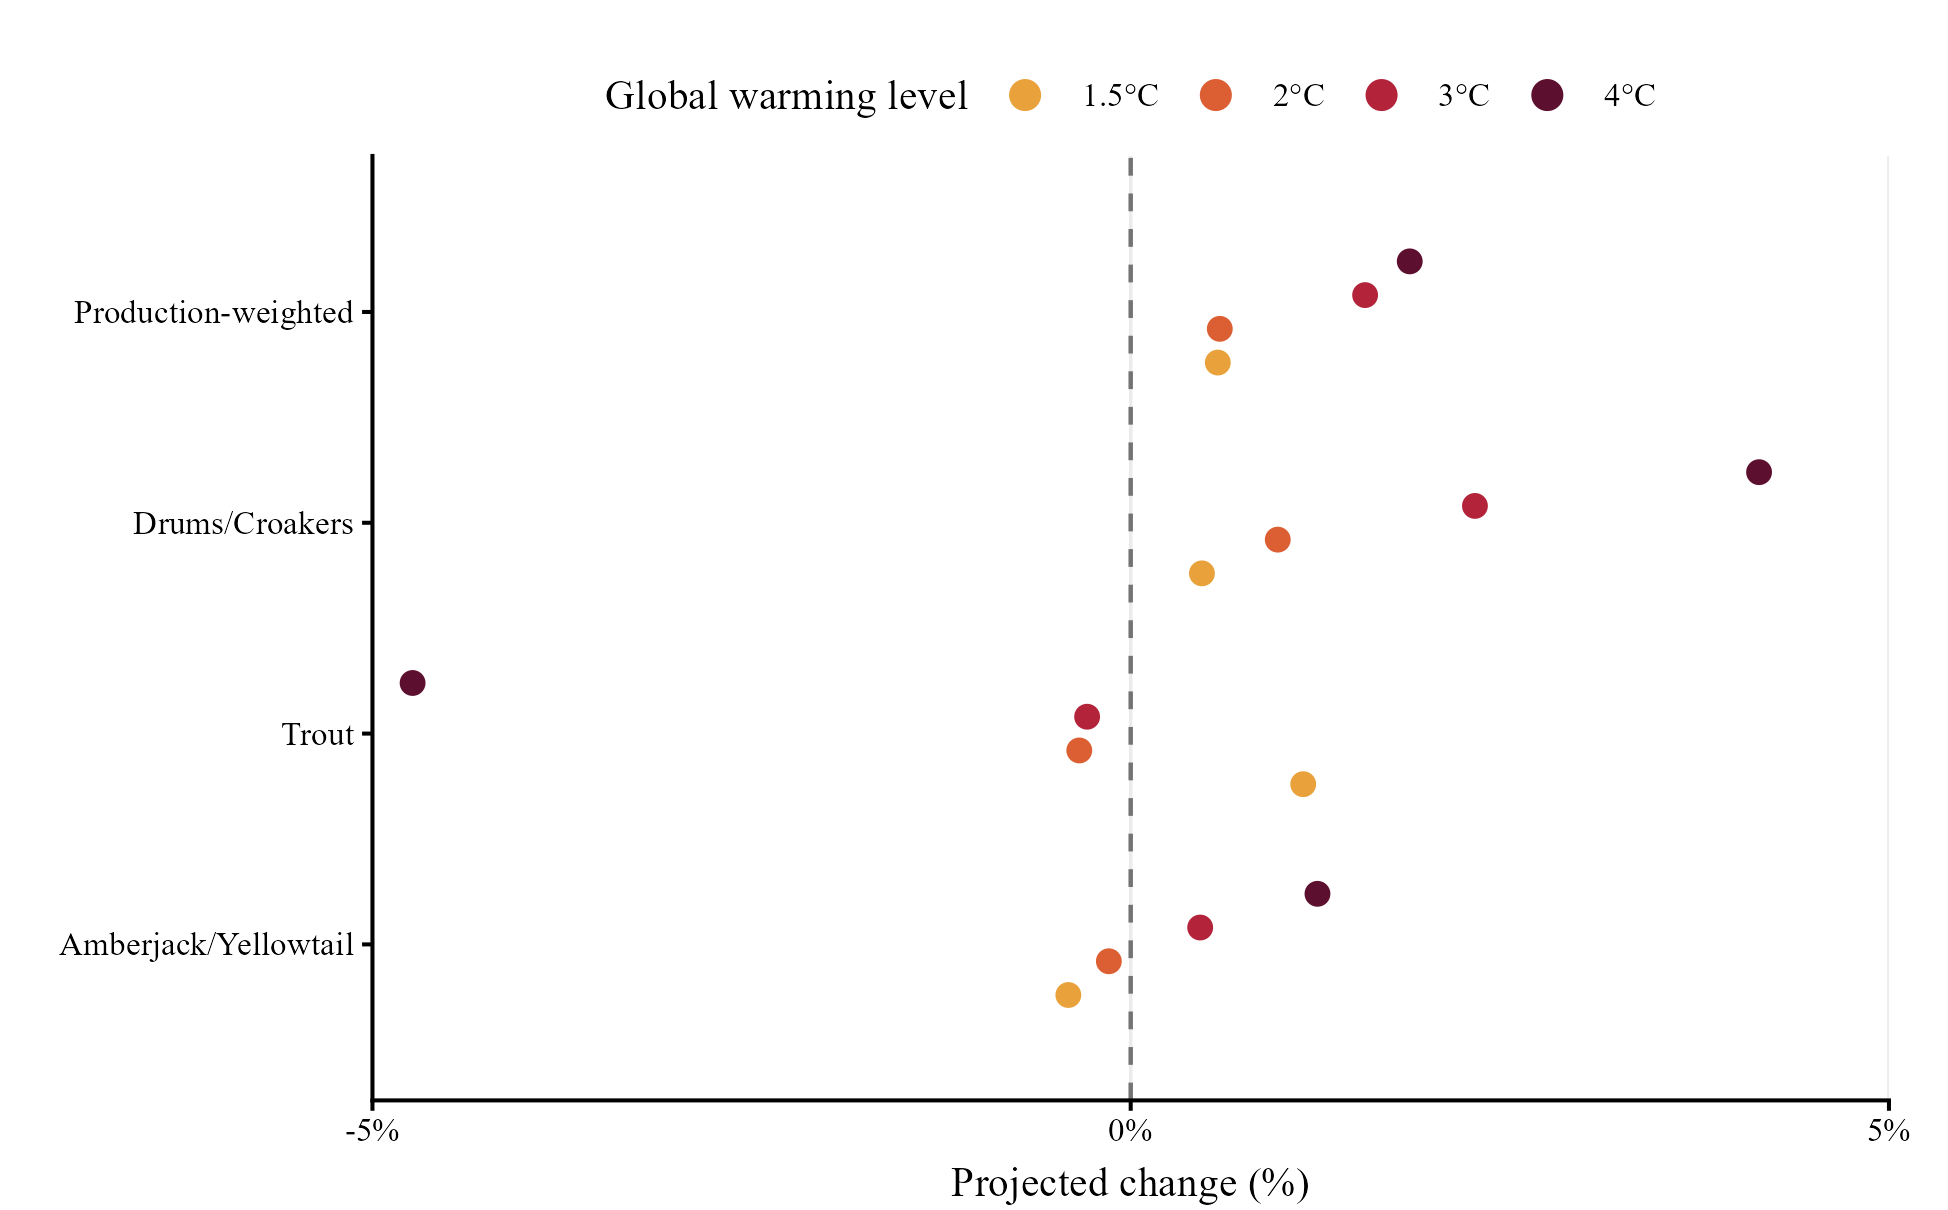 Global warming level 1.5°C 2°C 3°C 4°C
Production-weighted
Drums/Croakers
Trout
Amberjack/Yellowtail
-5% 0% 5%
Projected change (%)